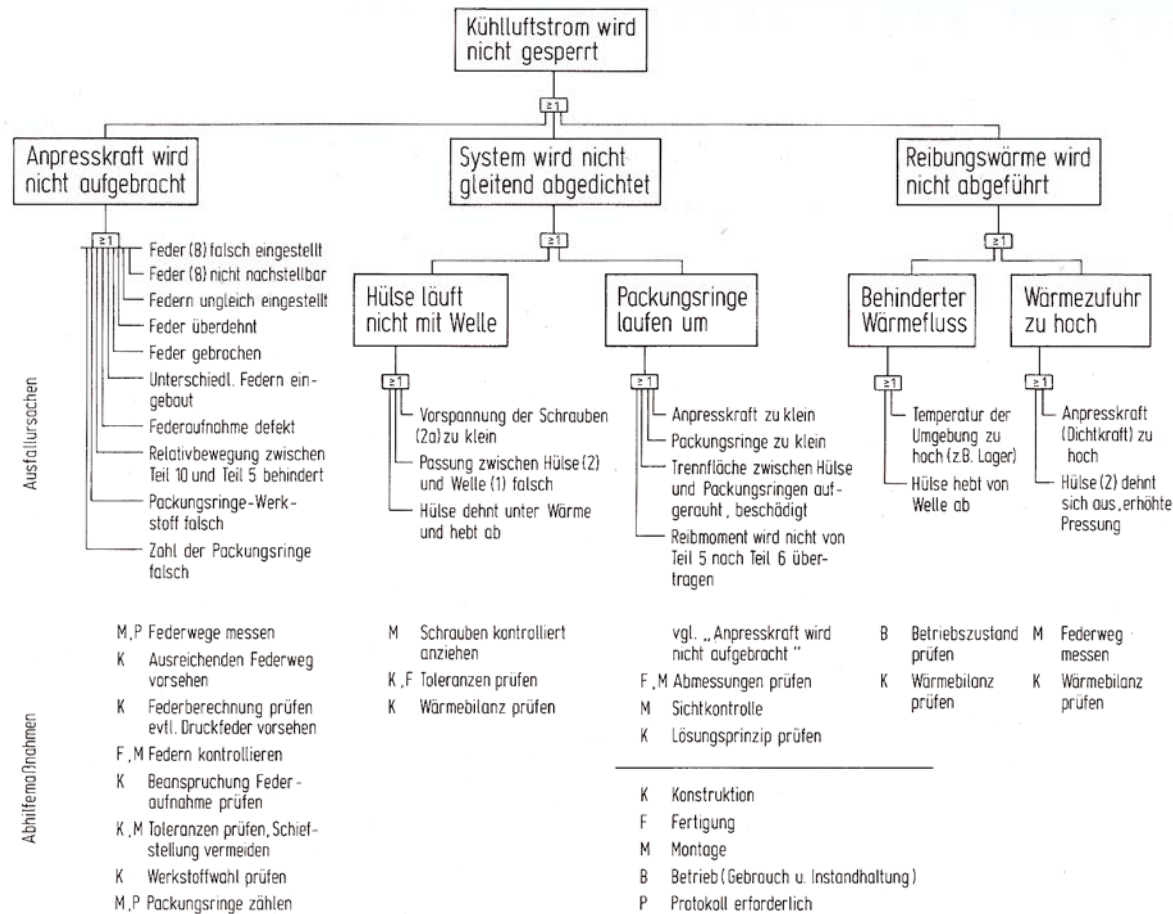 Kühlluftstrom wird
nicht gesperrt
≥1
Anpresskraft wird
nicht aufgebracht
System wird nicht
gleitend abgedichtet
Reibungswärme wird
nicht abgeführt
≥1
≥1
≥1
Feder (8) falsch eingestellt
Feder (8) nicht nachstellbar
Federn ungleich eingestellt
Feder überdehnt
Feder gebrochen
Unterschiedl. Federn ein-
gebaut
Federaufnahme defekt
Relativbewegung zwischen
Teil 10 und Teil 5 behindert
Packungsringe-Werk-
stoff falsch
Zahl der Packungsringe
falsch
Hülse läuft
nicht mit Welle
Packungsringe
laufen um
Behinderter
Wärmefluss
Wärmezufuhr
zu hoch
≥1
≥1
≥1
≥1
Vorspannung der Schrauben
(2a) zu klein
Passung zwischen Hülse (2)
und Welle (1) falsch
Hülse dehnt unter Wärme
und hebt ab
Anpresskraft zu klein
Packungsringe zu klein
Trennfläche zwischen Hülse
und Packungsringen auf-
gerauht, beschädigt
Reibmoment wird nicht von
Teil 5 nach Teil 6 über-
tragen
Temperatur der
Umgebung zu
hoch (z.B. Lager)
Hülse hebt von
Welle ab
Anpresskraft
(Dichtkraft) zu
hoch
Hülse (2) dehnt
sich aus, erhöhte
Pressung
Ausfallursachen
Abhilfemaßnahmen
M,P Federwege messen
K Ausreichenden Federweg
vorsehen
K Federberechnung prüfen
evtl. Druckfeder vorsehen
F,M Federn kontrollieren
K Beanspruchung Feder-
aufnahme prüfen
K,M Toleranzen prüfen, Schief-
stellung vermeiden
K Werkstoffwahl prüfen
M,P Packungsringe zählen
M Schrauben kontrolliert
anziehen
K,F Toleranzen prüfen
K Wärmebilanz prüfen
vgl. „Anpresskraft wird
nicht aufgebracht"
F,M Abmessungen prüfen
M Sichtkontrolle
K Lösungsprinzip prüfen
B Betriebszustand
prüfen
K Wärmebilanz
prüfen
M Federweg
messen
K Wärmebilanz
prüfen
K Konstruktion
F Fertigung
M Montage
B Betrieb (Gebrauch u. Instandhaltung)
P Protokoll erforderlich